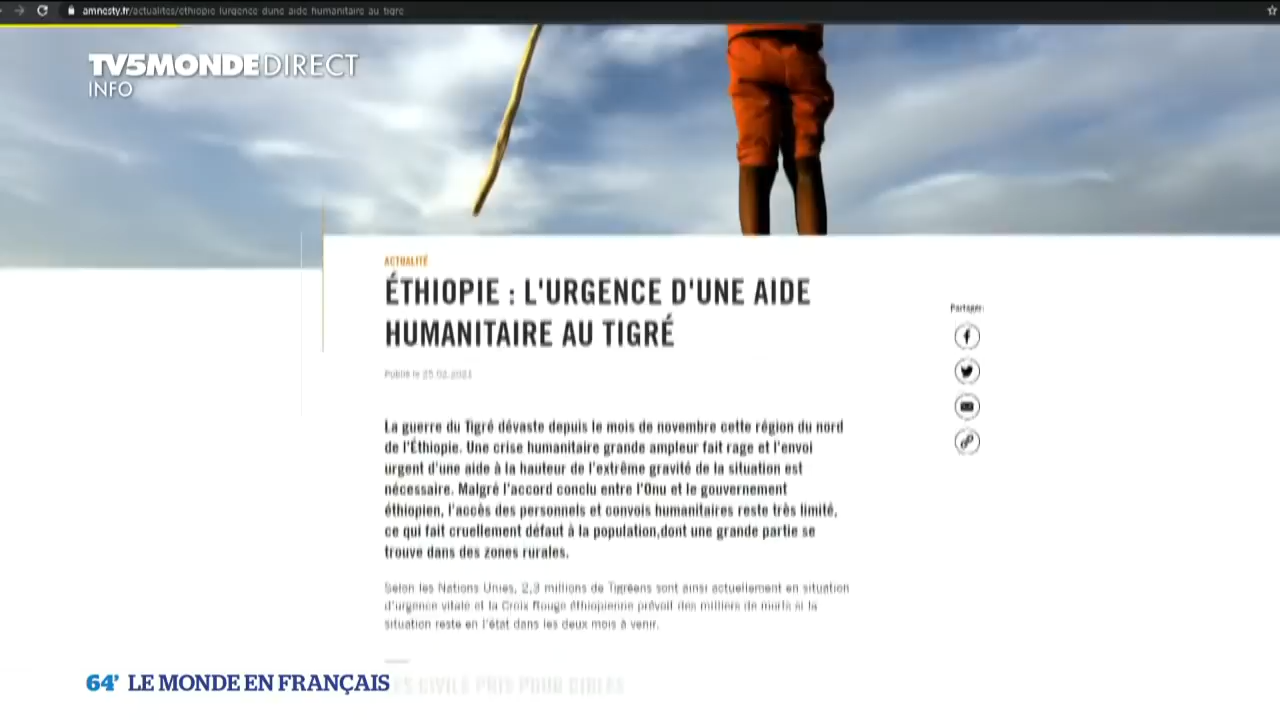 amnesty.fr/actualites/ethiopie-lurgence-dune-aide-humanitaire-au-tigre
TV5MONDE DIRECT
INFO
ACTUALITÉ
ÉTHIOPIE : L'URGENCE D'UNE AIDE
HUMANITAIRE AU TIGRÉ
Partager:
Publié le 25.02.2021
La guerre du Tigré dévaste depuis le mois de novembre cette région du nord
de l'Éthiopie. Une crise humanitaire grande ampleur fait rage et l'envoi
urgent d'une aide à la hauteur de l'extrême gravité de la situation est
nécessaire. Malgré l'accord conclu entre l'Onu et le gouvernement
éthiopien, l'accès des personnels et convois humanitaires reste très limité,
ce qui fait cruellement défaut à la population,dont une grande partie se
trouve dans des zones rurales.
Selon les Nations Unies, 2,3 millions de Tigréens sont ainsi actuellement en situation
d'urgence vitale et la Croix Rouge éthiopienne prévoit des milliers de morts si la
situation reste en l'état dans les deux mois à venir.
CIVILS PRIS POUR CIBLES
64' LE MONDE EN FRANÇAIS